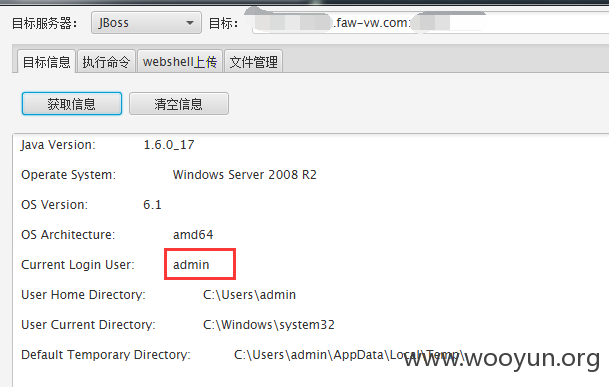 目标服务器： JBoss 目标： .faw-vw.com:
目标信息 执行命令 webshell上传 文件管理
获取信息 清空信息
Java Version: 1.6.0_17
Operate System: Windows Server 2008 R2
OS Version: 6.1
OS Architecture: amd64
Current Login User: admin
User Home Directory: C:\Users\admin
User Current Directory: C:\Windows\system32
Default Temporary Directory: C:\Users\admin\AppData\Local\Temp\
www.wooyun.org